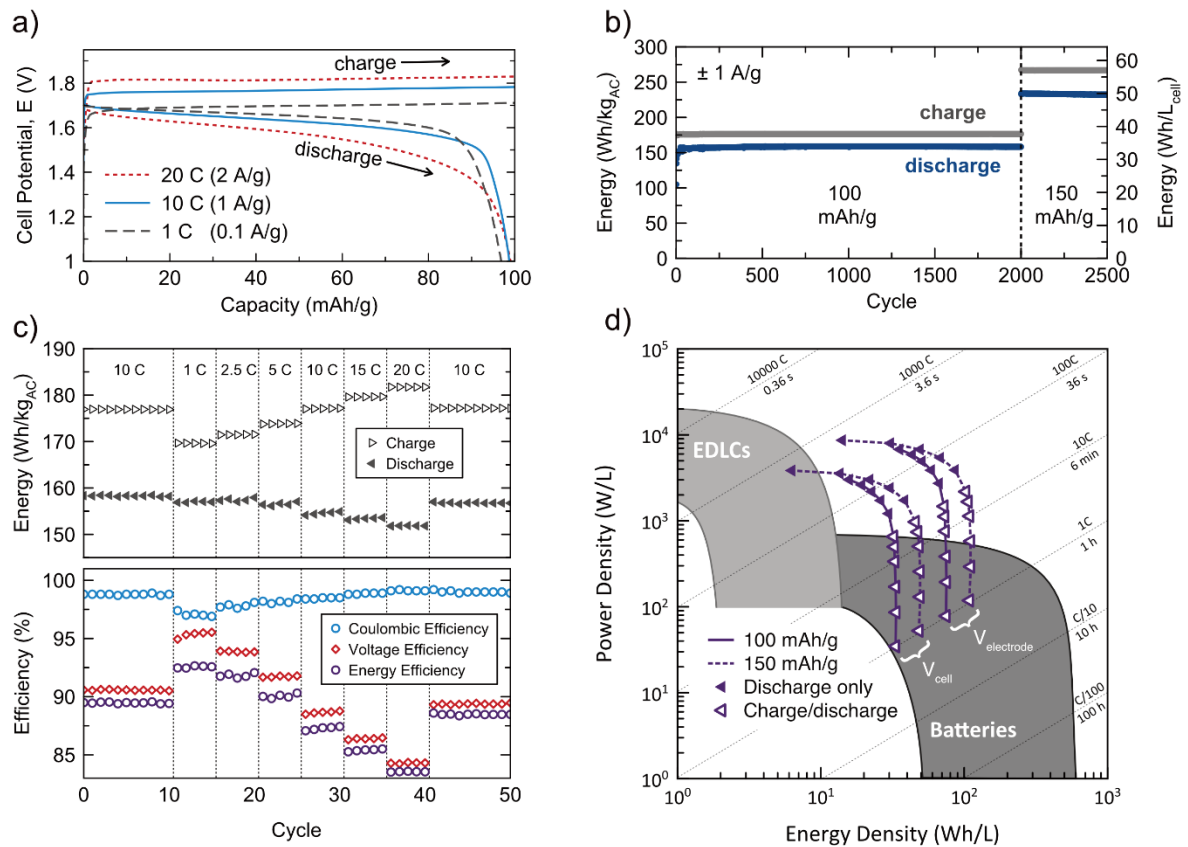 a)
Cell Potential, E (V)
1.8
1.6
1.4
1.2
1
charge
discharge
20 C (2 A/g)
10 C (1 A/g)
1 C (0.1 A/g)
0 20 40 60 80 100
Capacity (mAh/g)
b)
Energy (Wh/kgAC)
300
250
200
150
100
50
0
± 1 A/g
charge
discharge
100
mAh/g
150
mAh/g
60
50
40
30
20
10
0
Energy (Wh/Lcell)
0 500 1000 1500 2000 2500
Cycle
c)
Energy (Wh/kgAC)
190
180
170
160
150
10 C 1 C 2.5 C 5 C 10 C 15 C 20 C 10 C
Charge
Discharge
Efficiency (%)
100
95
90
85
Coulombic Efficiency
Voltage Efficiency
Energy Efficiency
0 10 20 30 40 50
Cycle
d)
Power Density (W/L)
10^5
10^4
10^3
10^2
10^1
10^0
10000 C
0.36 s
1000 C
3.6 s
100C
36 s
10C
6 min
1C
1 h
C/10
10 h
C/100
100 h
EDLCs
Batteries
Vcell
Velectrode
100 mAh/g
150 mAh/g
Discharge only
Charge/discharge
10^0 10^1 10^2 10^3
Energy Density (Wh/L)